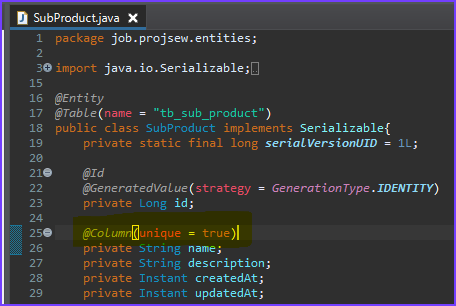 SubProduct.java
1 package job.projsew.entities;
2
3 import java.io.Serializable;
15
16 @Entity
17 @Table(name = "tb_sub_product")
18 public class SubProduct implements Serializable{
19 private static final long serialVersionUID = 1L;
20
21 @Id
22 @GeneratedValue(strategy = GenerationType.IDENTITY)
23 private Long id;
24
25 @Column(unique = true)
26 private String name;
27 private String description;
28 private Instant createdAt;
29 private Instant updatedAt;